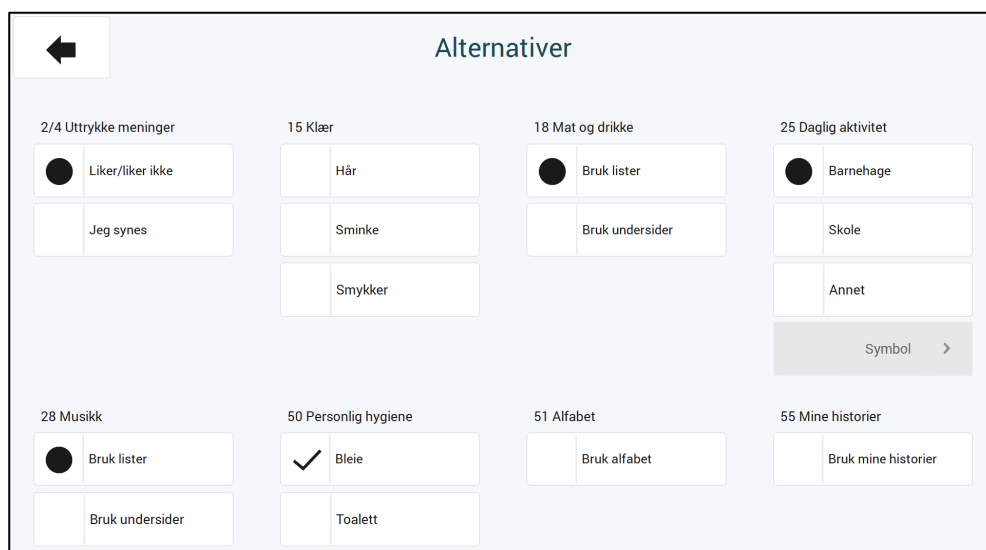 Alternativer
2/4 Uttrykke meninger
Liker/liker ikke
Jeg synes
15 Klær
Hår
Sminke
Smykker
18 Mat og drikke
Bruk lister
Bruk undersider
25 Daglig aktivitet
Barnehage
Skole
Annet
Symbol
28 Musikk
Bruk lister
Bruk undersider
50 Personlig hygiene
Bleie
Toalett
51 Alfabet
Bruk alfabet
55 Mine historier
Bruk mine historier